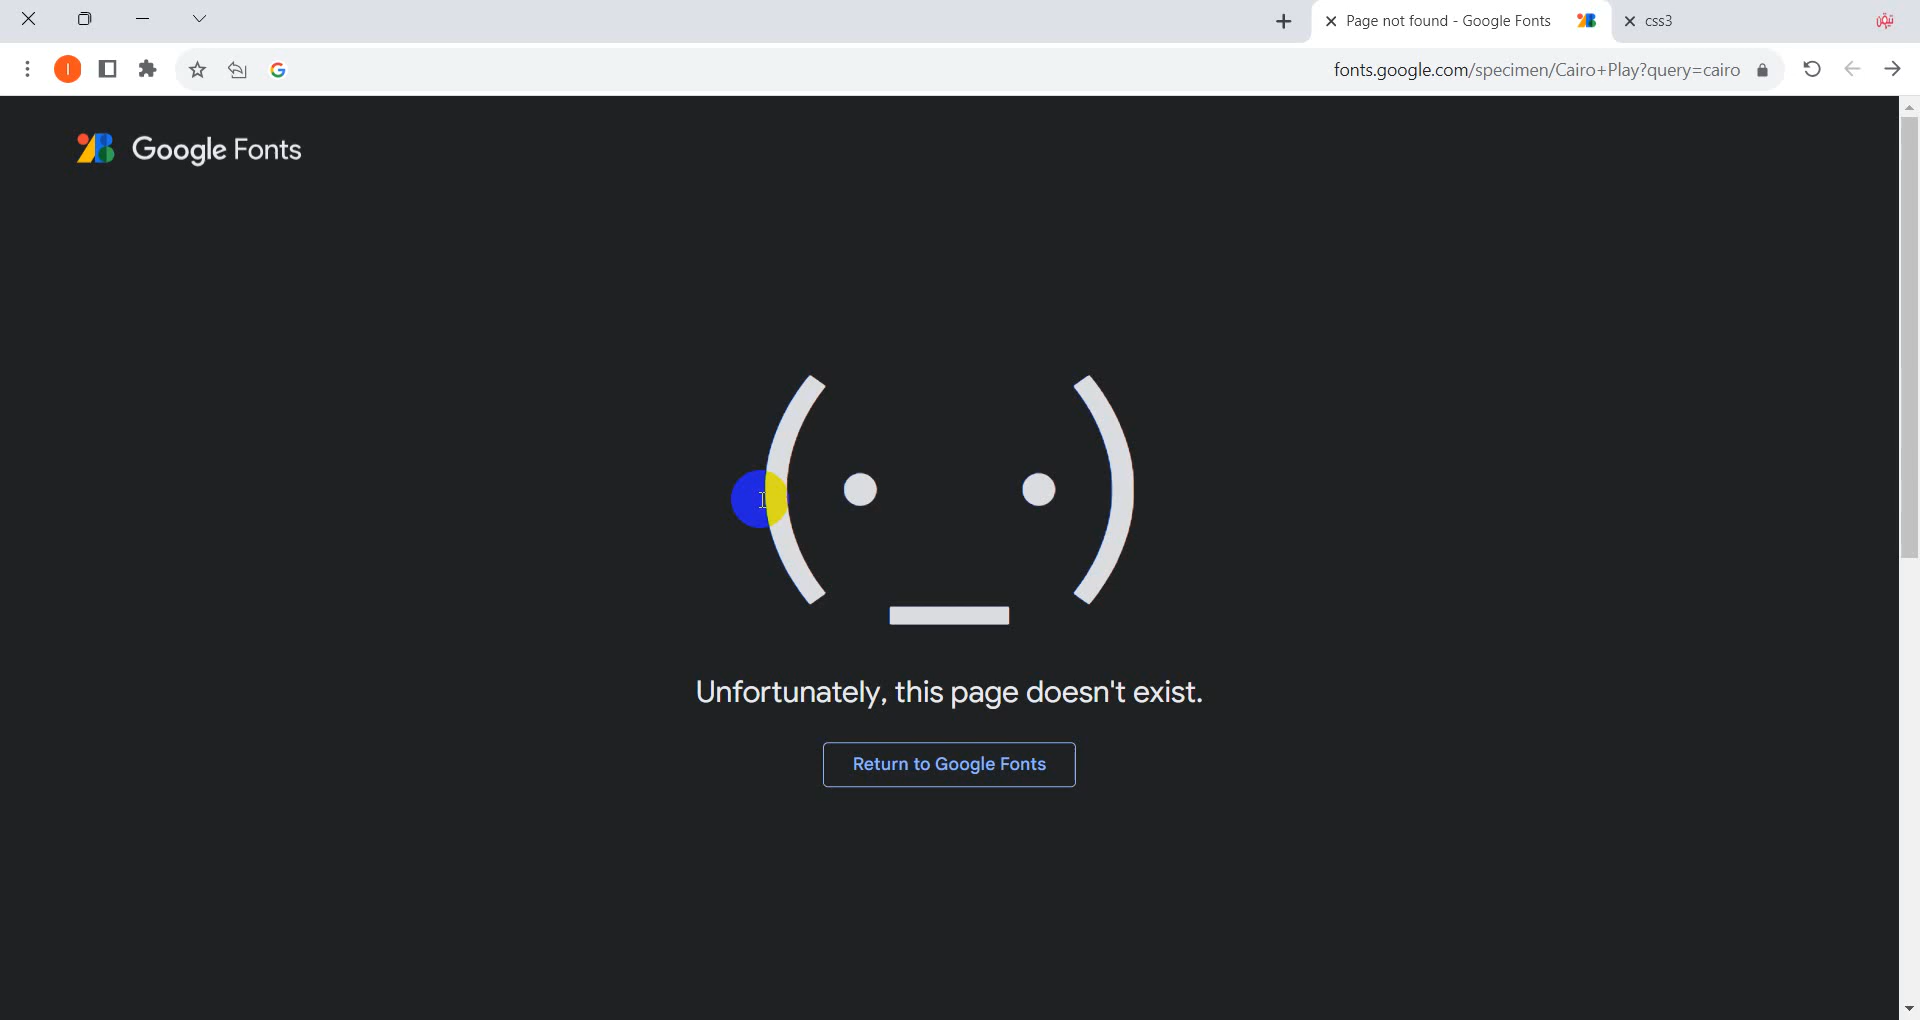 Page not found - Google Fonts
css3
تيقن
I
fonts.google.com/specimen/Cairo+Play?query=cairo
Google Fonts
Unfortunately, this page doesn't exist.
Return to Google Fonts